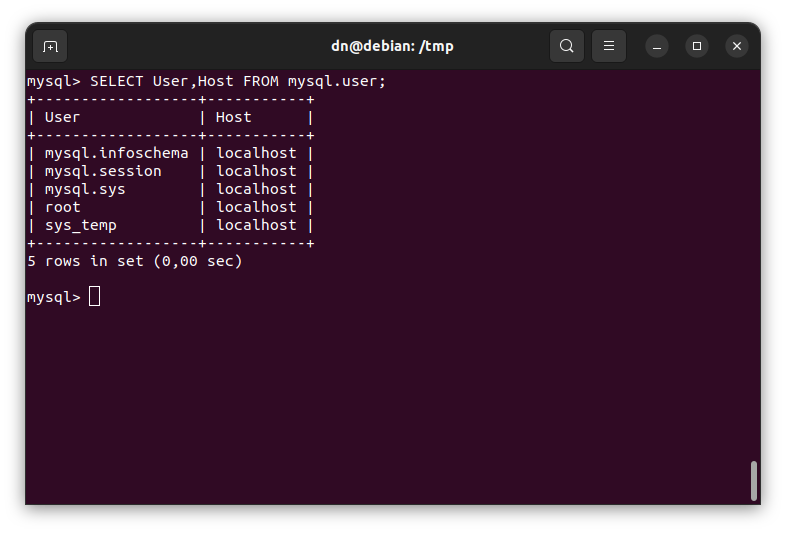 dn@debian: /tmp
mysql> SELECT User,Host FROM mysql.user;
+------------------+-----------+
| User             | Host      |
+------------------+-----------+
| mysql.infoschema | localhost |
| mysql.session    | localhost |
| mysql.sys        | localhost |
| root             | localhost |
| sys_temp         | localhost |
+------------------+-----------+
5 rows in set (0,00 sec)
mysql>